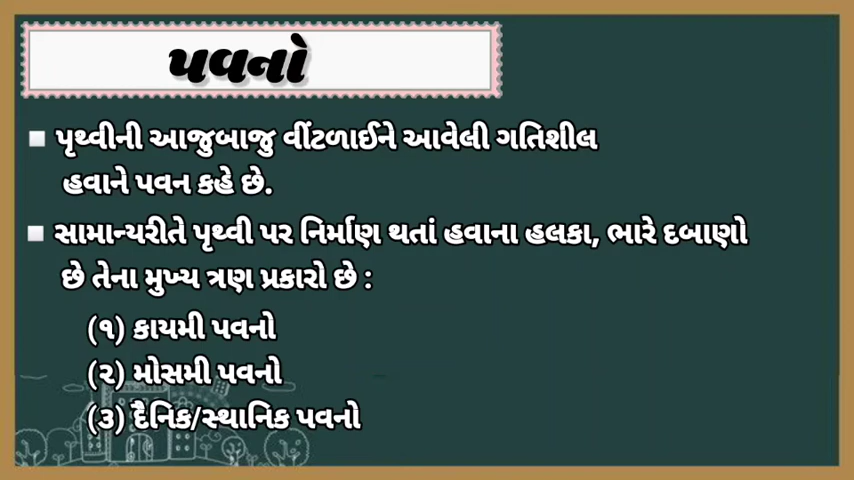 પવનો
પૃથ્વીની આજુબાજુ વીંટળાઈને આવેલી ગતિશીલ
હવાને પવન કહે છે.
સામાન્યરીતે પૃથ્વી પર નિર્માણ થતાં હવાના હલકા, ભારે દબાણો
છે તેના મુખ્ય ત્રણ પ્રકારો છે :
(૧) કાયમી પવનો
(૨) મોસમી પવનો
(૩) દૈનિક/સ્થાનિક પવનો